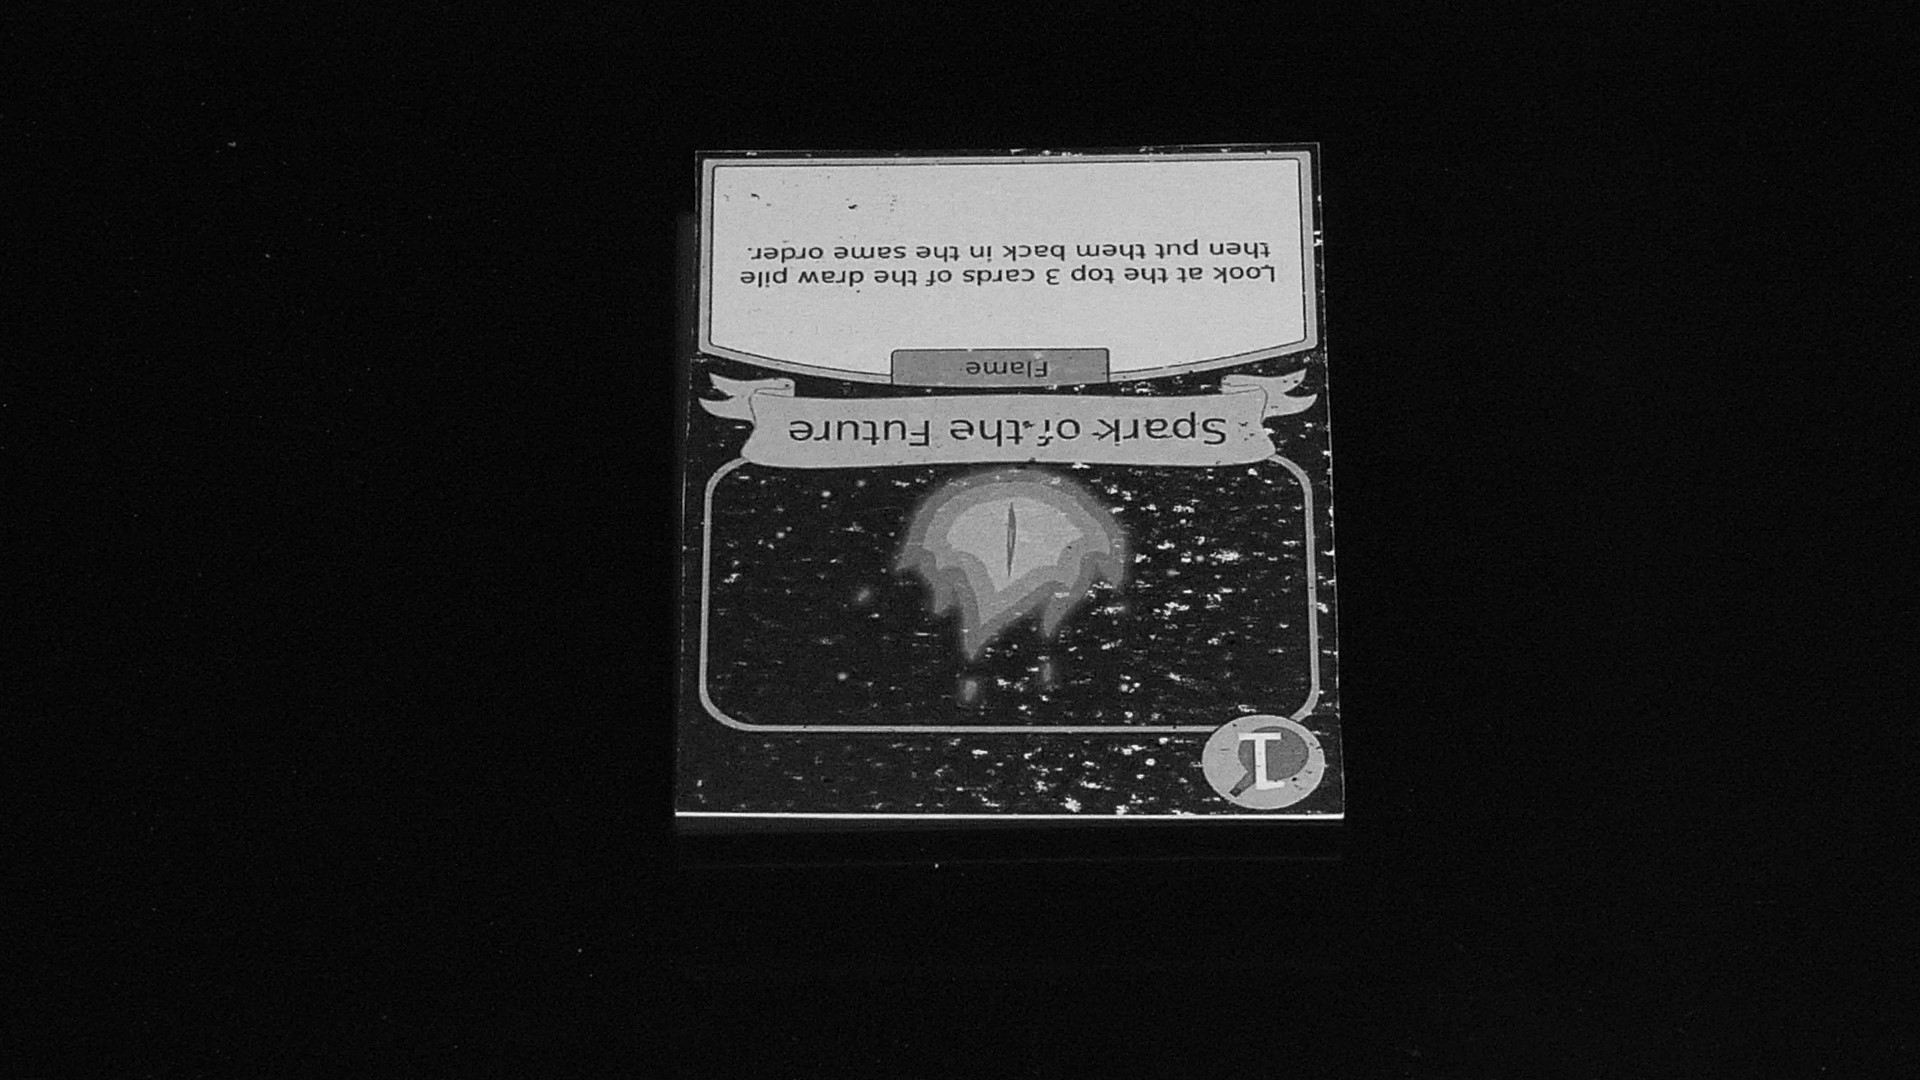 1
Spark of the Future
Flame
Look at the top 3 cards of the draw pile
then put them back in the same order.